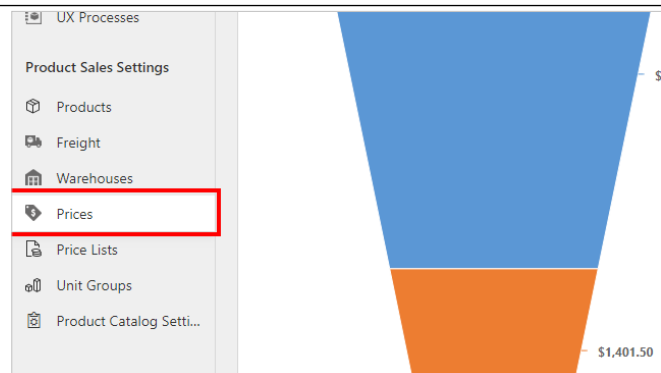 UX Processes
Product Sales Settings
$
Products
Freight
Warehouses
Prices
Price Lists
Unit Groups
Product Catalog Setti...
$1,401.50